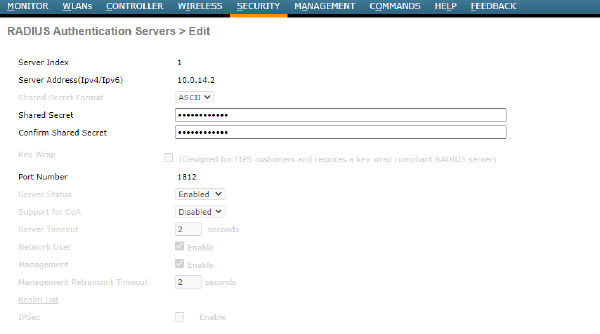 MONITOR WLANs CONTROLLER WIRELESS SECURITY MANAGEMENT COMMANDS HELP FEEDBACK
RADIUS Authentication Servers > Edit
Server Index 1
Server Address(Ipv4/Ipv6) 10.0.14.2
Shared Secret Format ASCII
Shared Secret ••••••••••••
Confirm Shared Secret ••••••••••••
Key Wrap (Designed for FIPS customers and requires a key wrap compliant RADIUS server)
Port Number 1812
Server Status Enabled
Support for CoA Disabled
Server Timeout 2 seconds
Network User Enable
Management Enable
Management Retransmit Timeout 2 seconds
Realm List
IPSec Enable